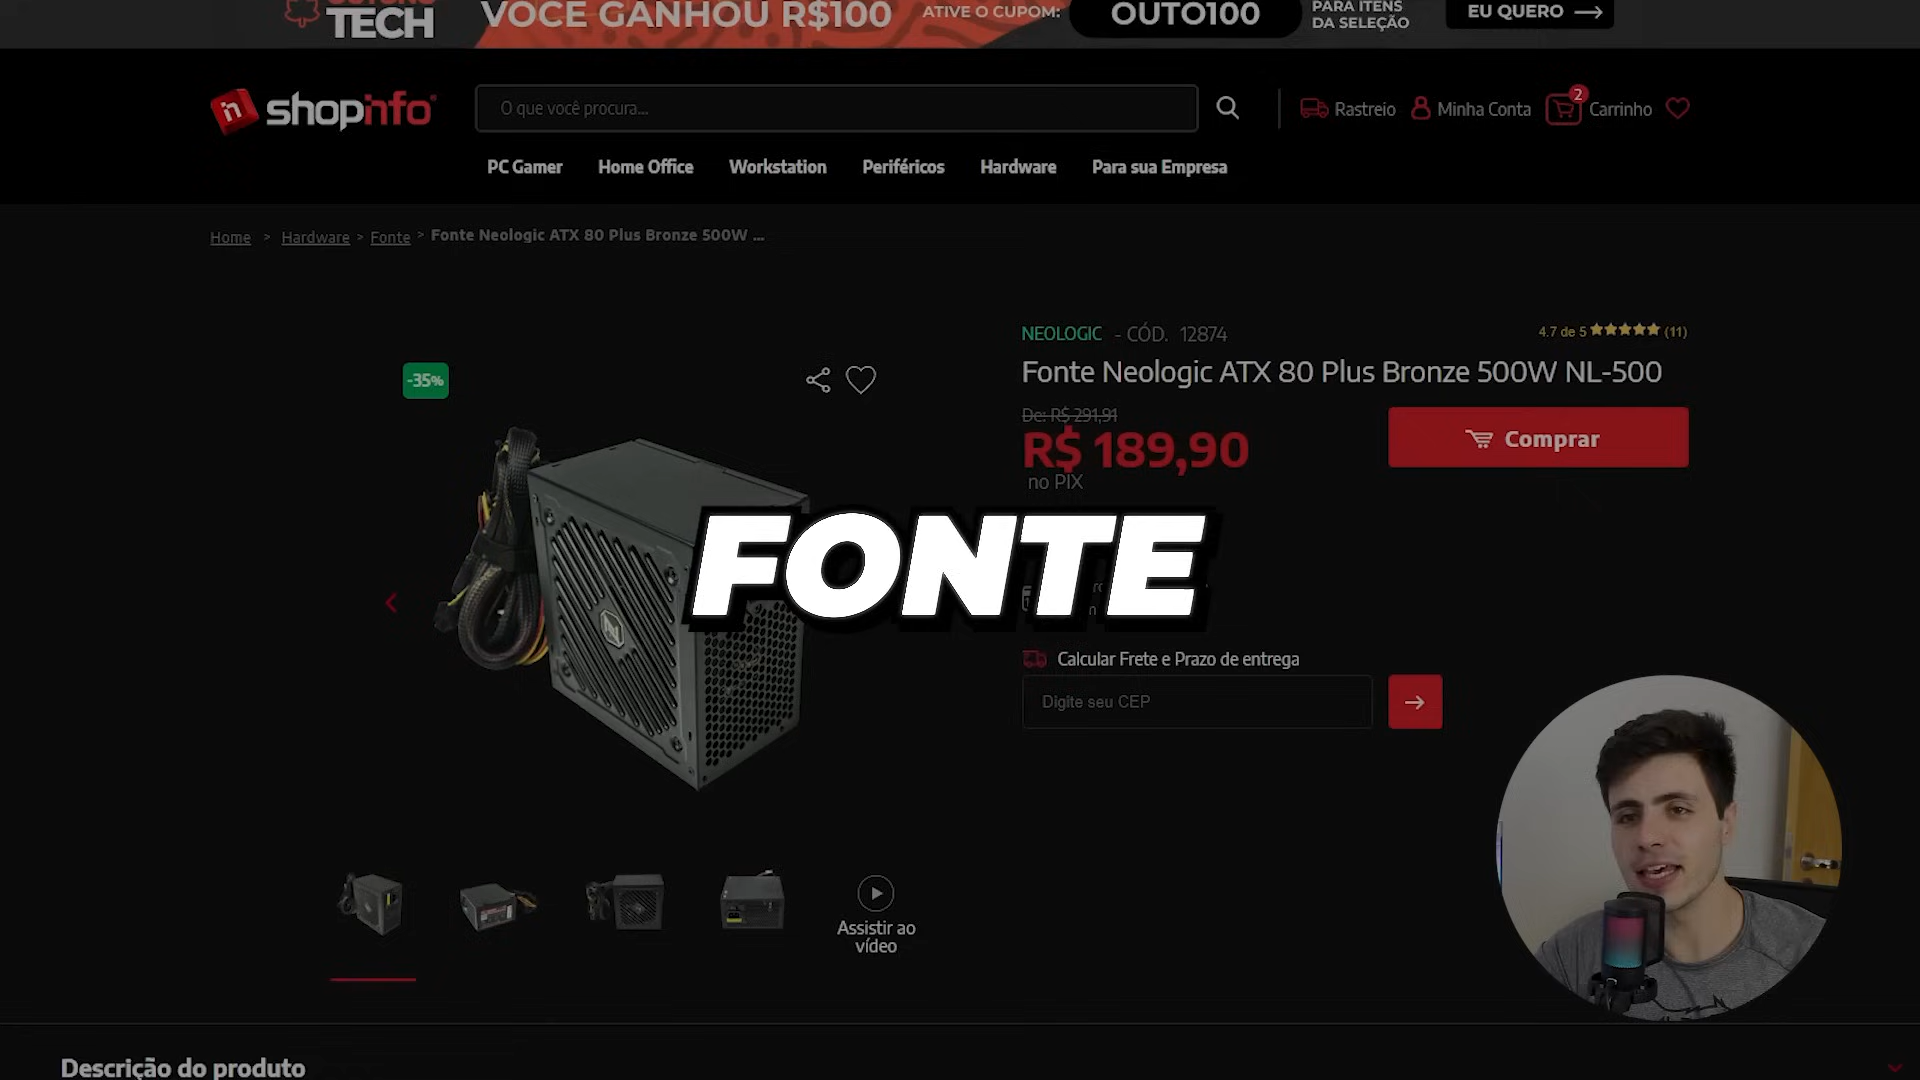 OUTONO
TECH
VOCÊ GANHOU R$100
ATIVE O CUPOM:
OUTO100
PARA ITENS
DA SELEÇÃO
EU QUERO
shopinfo
O que você procura...
Rastreio
Minha Conta
2
Carrinho
PC Gamer
Home Office
Workstation
Periféricos
Hardware
Para sua Empresa
Home > Hardware > Fonte > Fonte Neologic ATX 80 Plus Bronze 500W ...
-35%
NEOLOGIC - CÓD. 12874
4.7 de 5 (11)
Fonte Neologic ATX 80 Plus Bronze 500W NL-500
De: R$ 291,91
R$ 189,90
no PIX
Comprar
FONTE
Calcular Frete e Prazo de entrega
Digite seu CEP
Assistir ao
vídeo
Descrição do produto